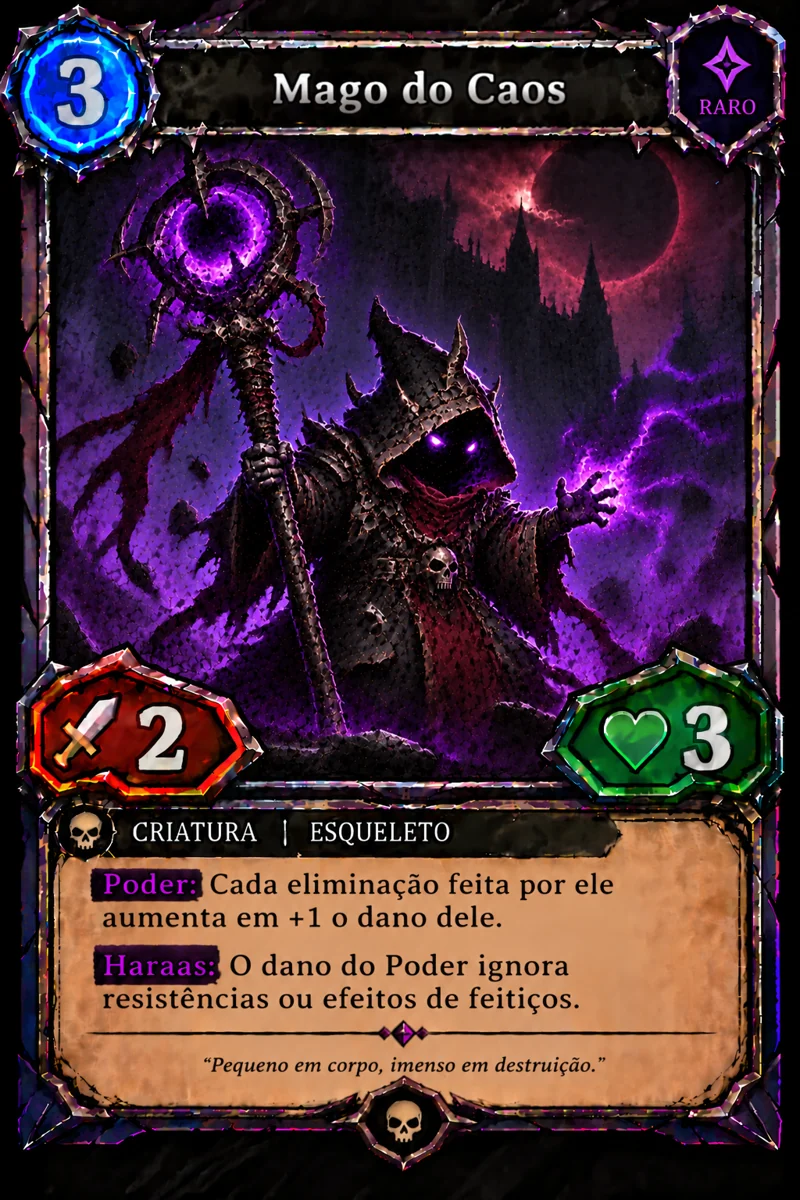 3
Mago do Caos
RARO
2
3
CRIATURA | ESQUELETO
Poder: Cada eliminação feita por ele
aumenta em +1 o dano dele.
Haraas: O dano do Poder ignora
resistências ou efeitos de feitiços.
“Pequeno em corpo, imenso em destruição.”